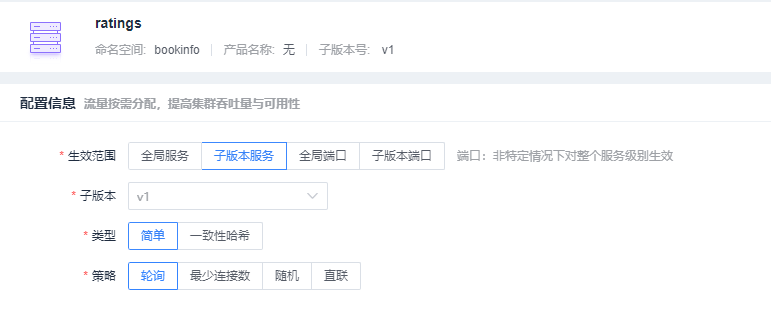 ratings
命名空间: bookinfo 产品名称: 无 子版本号: v1
配置信息 流量按需分配，提高集群吞吐量与可用性
* 生效范围 全局服务 子版本服务 全局端口 子版本端口 端口：非特定情况下对整个服务级别生效
* 子版本 v1
* 类型 简单 一致性哈希
* 策略 轮询 最少连接数 随机 直联